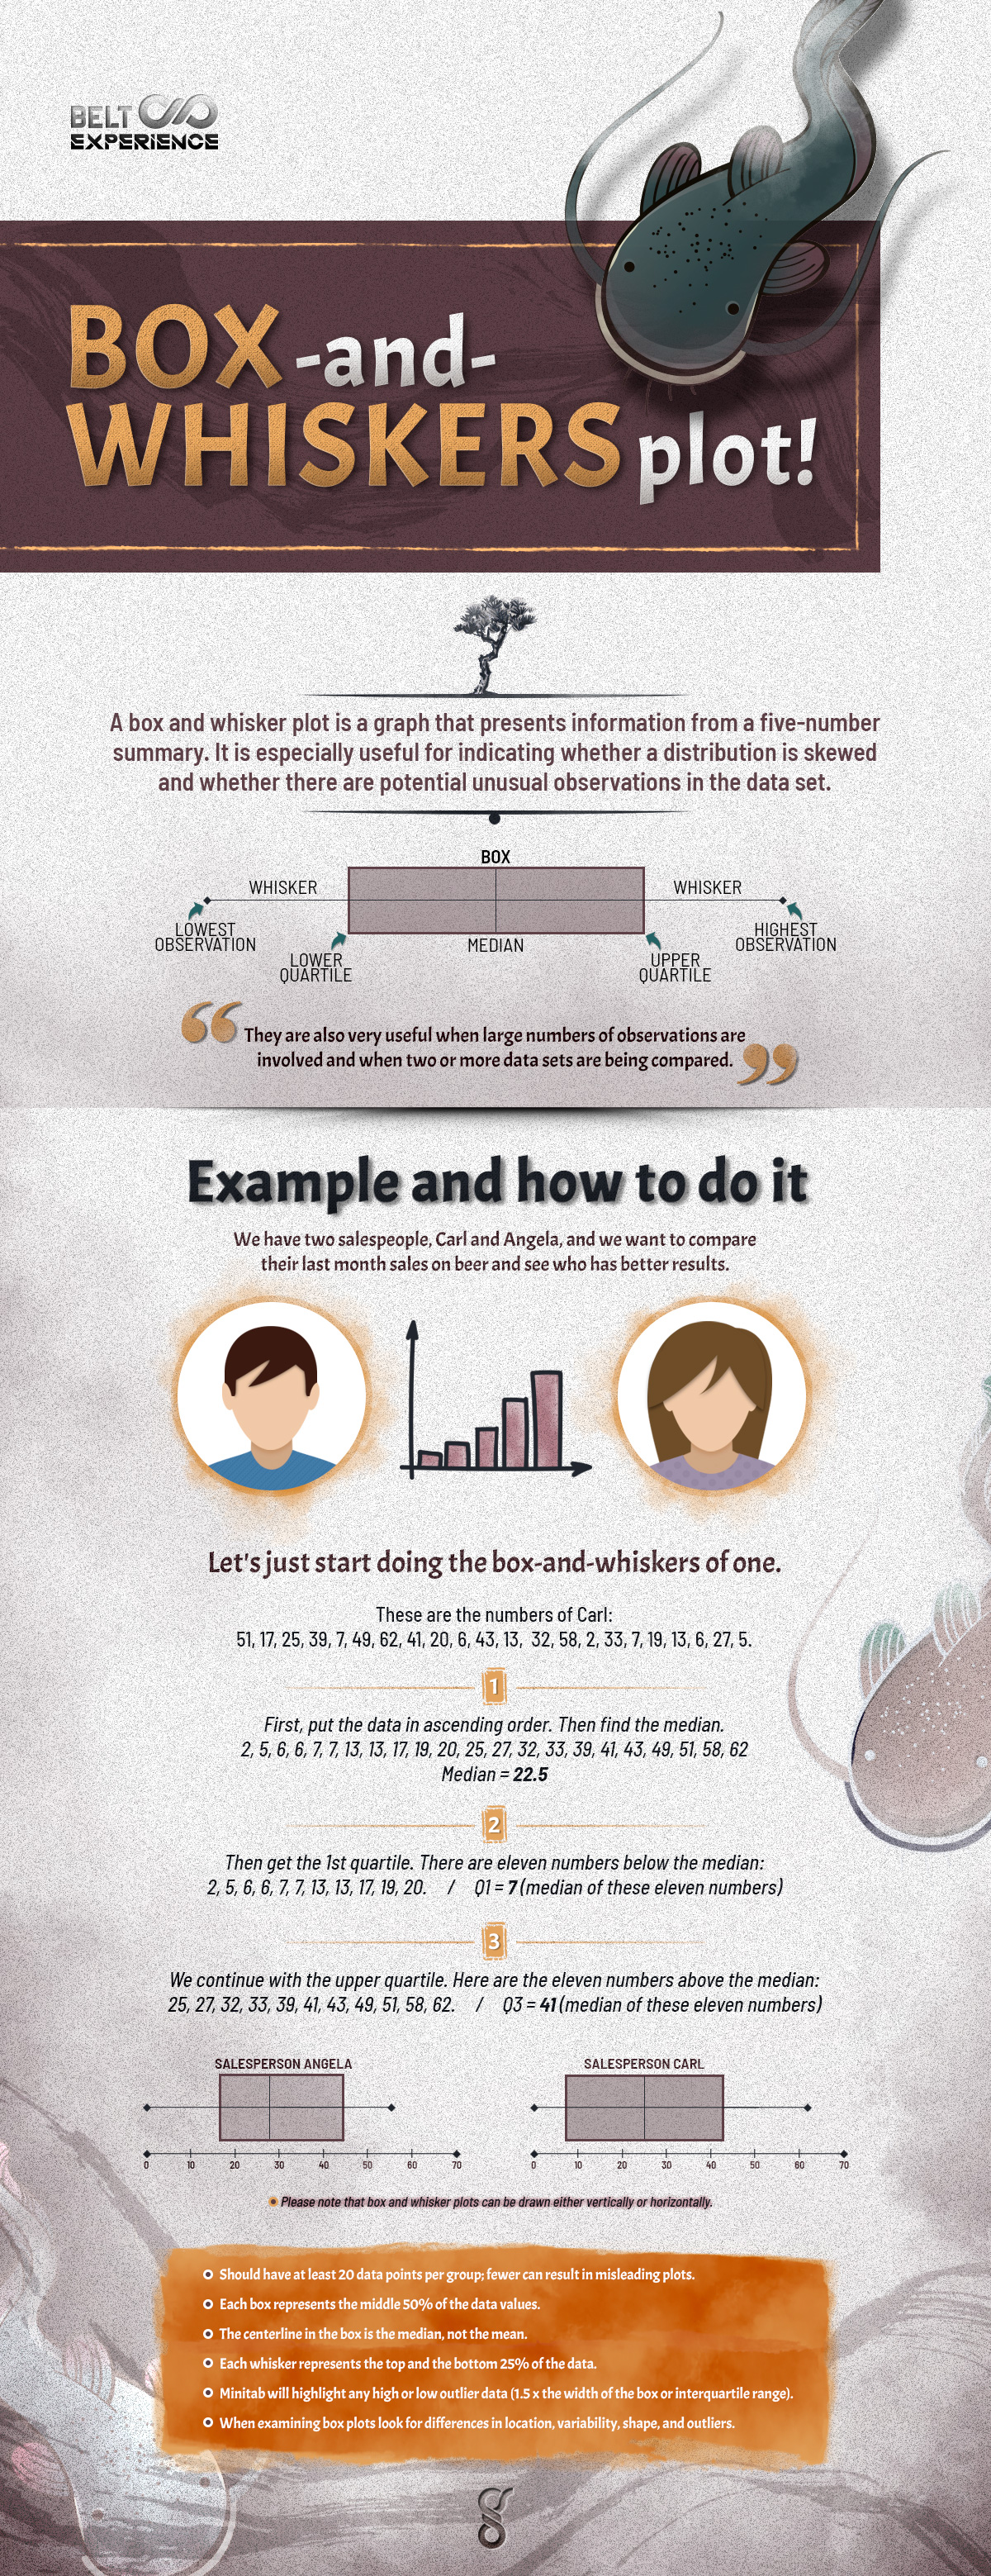 BELT
EXPERIENCE
BOX -and-
WHISKERS plot!
A box and whisker plot is a graph that presents information from a five-number
summary. It is especially useful for indicating whether a distribution is skewed
and whether there are potential unusual observations in the data set.
BOX
WHISKER
WHISKER
LOWEST
OBSERVATION
HIGHEST
OBSERVATION
LOWER
QUARTILE
MEDIAN
UPPER
QUARTILE
“ They are also very useful when large numbers of observations are
involved and when two or more data sets are being compared. ”
Example and how to do it
We have two salespeople, Carl and Angela, and we want to compare
their last month sales on beer and see who has better results.
Let's just start doing the box-and-whiskers of one.
These are the numbers of Carl:
51, 17, 25, 39, 7, 49, 62, 41, 20, 6, 43, 13, 32, 58, 2, 33, 7, 19, 13, 6, 27, 5.
1
First, put the data in ascending order. Then find the median.
2, 5, 6, 6, 7, 7, 13, 13, 17, 19, 20, 25, 27, 32, 33, 39, 41, 43, 49, 51, 58, 62
Median = 22.5
2
Then get the 1st quartile. There are eleven numbers below the median:
2, 5, 6, 6, 7, 7, 13, 13, 17, 19, 20. / Q1 = 7 (median of these eleven numbers)
3
We continue with the upper quartile. Here are the eleven numbers above the median:
25, 27, 32, 33, 39, 41, 43, 49, 51, 58, 62. / Q3 = 41 (median of these eleven numbers)
SALESPERSON ANGELA
0 10 20 30 40 50 60 70
SALESPERSON CARL
0 10 20 30 40 50 60 70
Please note that box and whisker plots can be drawn either vertically or horizontally.
Should have at least 20 data points per group; fewer can result in misleading plots.
Each box represents the middle 50% of the data values.
The centerline in the box is the median, not the mean.
Each whisker represents the top and the bottom 25% of the data.
Minitab will highlight any high or low outlier data (1.5 x the width of the box or interquartile range).
When examining box plots look for differences in location, variability, shape, and outliers.